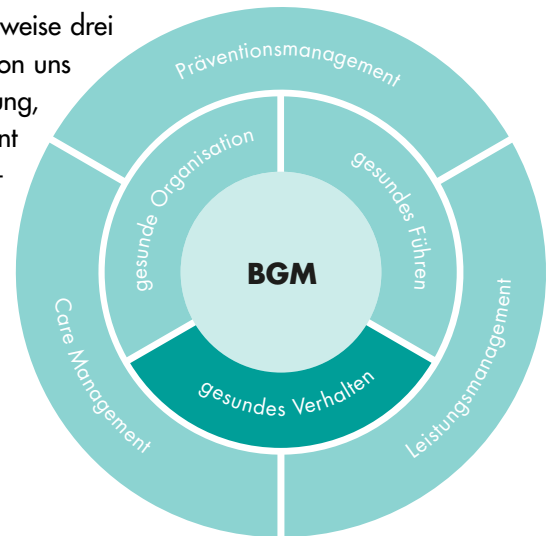 weise drei
on uns
ung,
nt
-
Präventionsmanagement
gesunde Organisation
gesundes Führen
BGM
gesundes Verhalten
Care Management
Leistungsmanagement